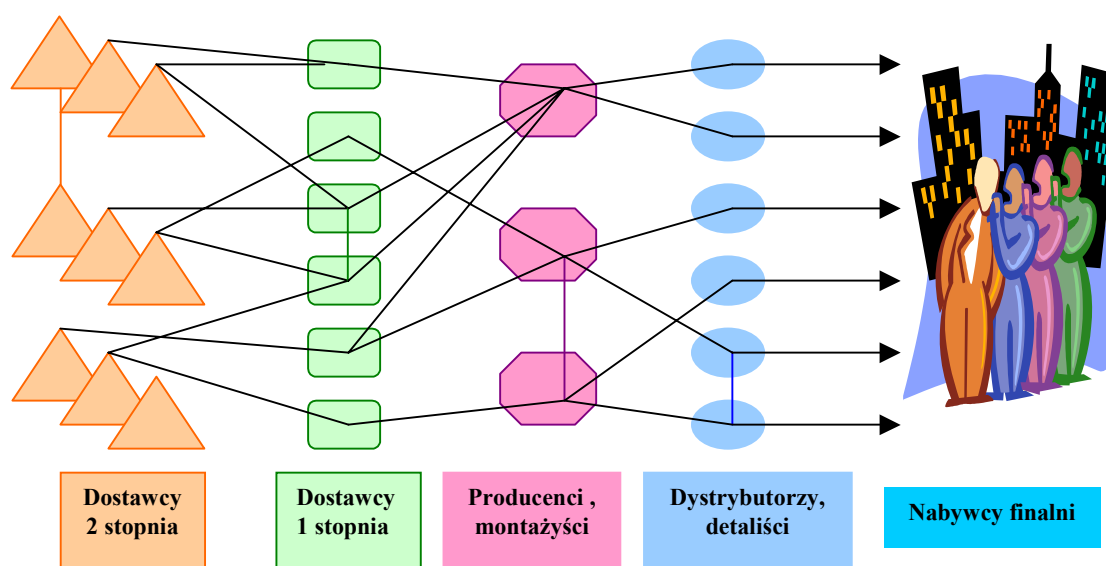 Dostawcy
2 stopnia
Dostawcy
1 stopnia
Producenci ,
montażyści
Dystrybutorzy,
detaliści
Nabywcy finalni